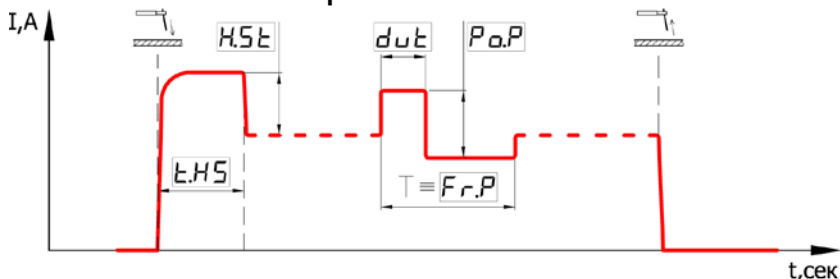 I,A
H.St
dut
Po.P
t.HS
T ≡ Fr.P
t,сек